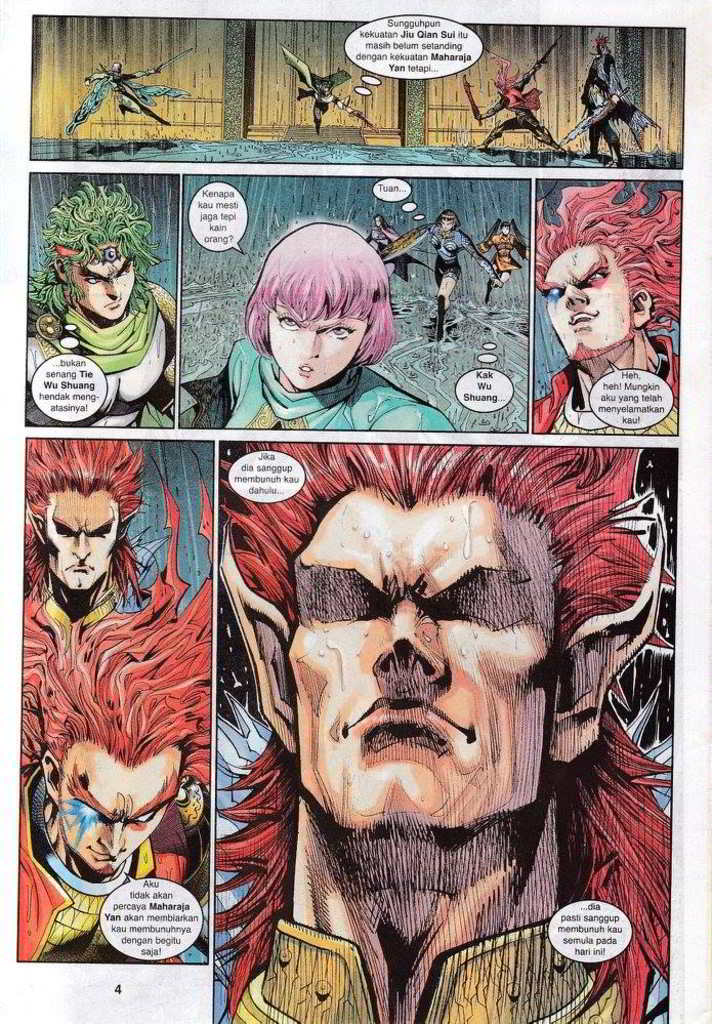 Sungguhpun
kekuatan Jiu Qian Sui itu
masih belum setanding
dengan kekuatan Maharaja
Yan tetapi...
...bukan
senang Tie
Wu Shuang
hendak meng-
atasinya!
Kenapa
kau mesti
jaga tepi
kain
orang?
Tuan...
Kak
Wu
Shuang...
Heh,
heh! Mungkin
aku yang telah
menyelamatkan
kau!
Aku
tidak akan
percaya Maharaja
Yan akan membiarkan
kau membunuhnya
dengan begitu
saja!
Jika
dia sanggup
membunuh kau
dahulu...
...dia
pasti sanggup
membunuh kau
semula pada
hari ini!
4